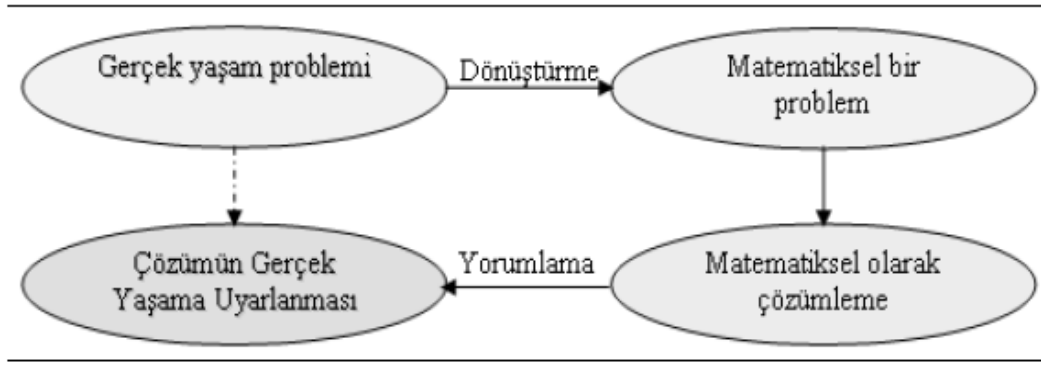 Gerçek yaşam problemi
Dönüştürme
Matematiksel bir
problem
Çözümün Gerçek
Yaşama Uyarlanması
Yorumlama
Matematiksel olarak
çözümleme